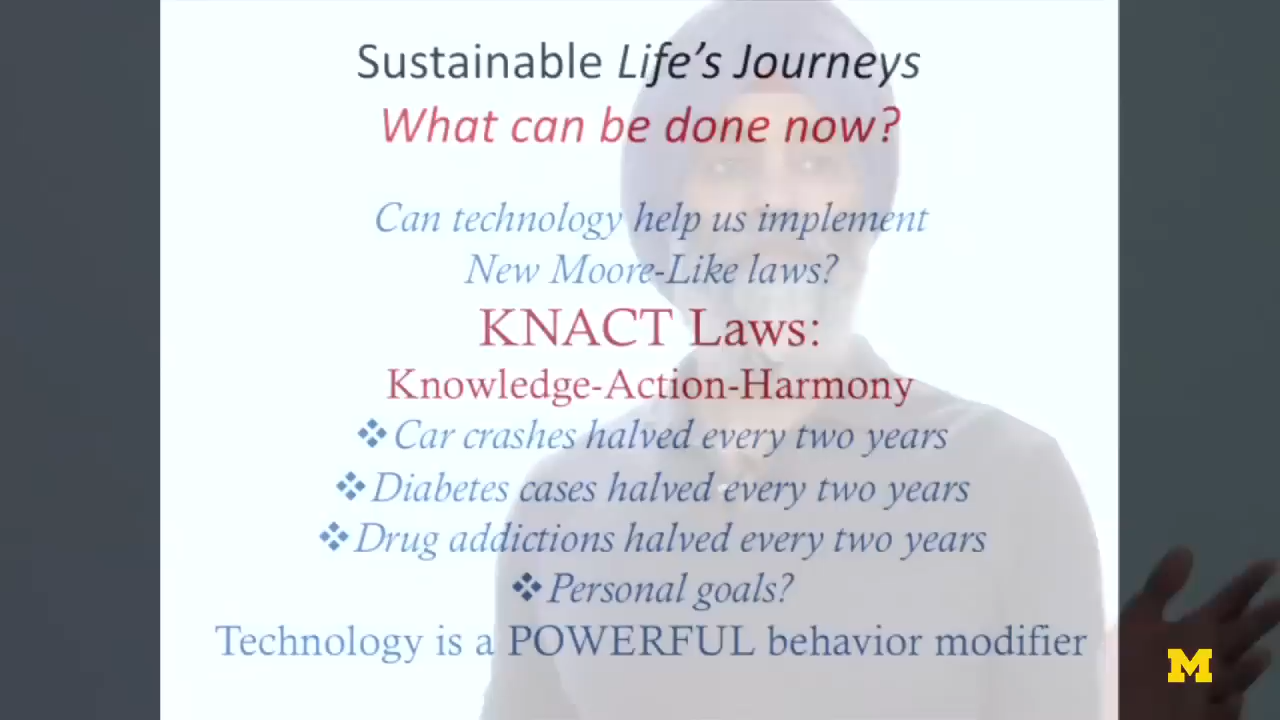 Sustainable Life's Journeys
What can be done now?
Can technology help us implement
New Moore-Like laws?
KNACT Laws:
Knowledge-Action-Harmony
❖Car crashes halved every two years
❖Diabetes cases halved every two years
❖Drug addictions halved every two years
❖Personal goals?
Technology is a POWERFUL behavior modifier
M